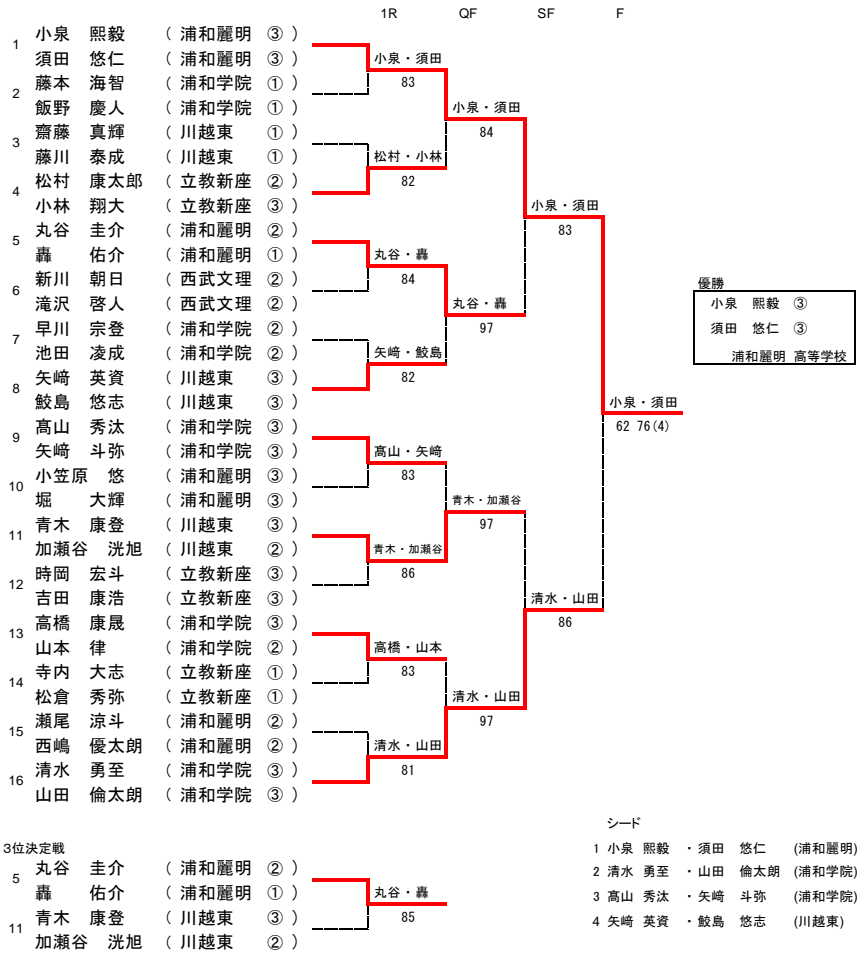 1R QF SF F
1 小泉 熙毅 ( 浦和麗明 ③ )
須田 悠仁 ( 浦和麗明 ③ )
小泉・須田
83
2 藤本 海智 ( 浦和学院 ① )
飯野 慶人 ( 浦和学院 ① )
小泉・須田
84
3 齋藤 真輝 ( 川越東 ① )
藤川 泰成 ( 川越東 ① )
松村・小林
82
4 松村 康太郎 ( 立教新座 ② )
小林 翔大 ( 立教新座 ③ )
小泉・須田
83
5 丸谷 圭介 ( 浦和麗明 ② )
轟 佑介 ( 浦和麗明 ① )
丸谷・轟
84
6 新川 朝日 ( 西武文理 ② )
滝沢 啓人 ( 西武文理 ② )
丸谷・轟
97
7 早川 宗登 ( 浦和学院 ② )
池田 凌成 ( 浦和学院 ② )
矢﨑・鮫島
82
8 矢﨑 英資 ( 川越東 ③ )
鮫島 悠志 ( 川越東 ③ )
優勝
小泉 熙毅 ③
須田 悠仁 ③
浦和麗明 高等学校
小泉・須田
62 76(4)
9 髙山 秀汰 ( 浦和学院 ③ )
矢﨑 斗弥 ( 浦和学院 ③ )
髙山・矢﨑
83
10 小笠原 悠 ( 浦和麗明 ③ )
堀 大輝 ( 浦和麗明 ③ )
青木・加瀬谷
97
11 青木 康登 ( 川越東 ③ )
加瀬谷 洸旭 ( 川越東 ② )
青木・加瀬谷
86
12 時岡 宏斗 ( 立教新座 ③ )
吉田 康浩 ( 立教新座 ③ )
清水・山田
86
13 高橋 康晟 ( 浦和学院 ③ )
山本 律 ( 浦和学院 ② )
高橋・山本
83
14 寺内 大志 ( 立教新座 ① )
松倉 秀弥 ( 立教新座 ① )
清水・山田
97
15 瀬尾 涼斗 ( 浦和麗明 ② )
西嶋 優太朗 ( 浦和麗明 ② )
清水・山田
81
16 清水 勇至 ( 浦和学院 ③ )
山田 倫太朗 ( 浦和学院 ③ )
3位決定戦
5 丸谷 圭介 ( 浦和麗明 ② )
轟 佑介 ( 浦和麗明 ① )
丸谷・轟
85
11 青木 康登 ( 川越東 ③ )
加瀬谷 洸旭 ( 川越東 ② )
シード
1 小泉 熙毅 ・須田 悠仁 (浦和麗明)
2 清水 勇至 ・山田 倫太朗 (浦和学院)
3 髙山 秀汰 ・矢﨑 斗弥 (浦和学院)
4 矢﨑 英資 ・鮫島 悠志 (川越東)